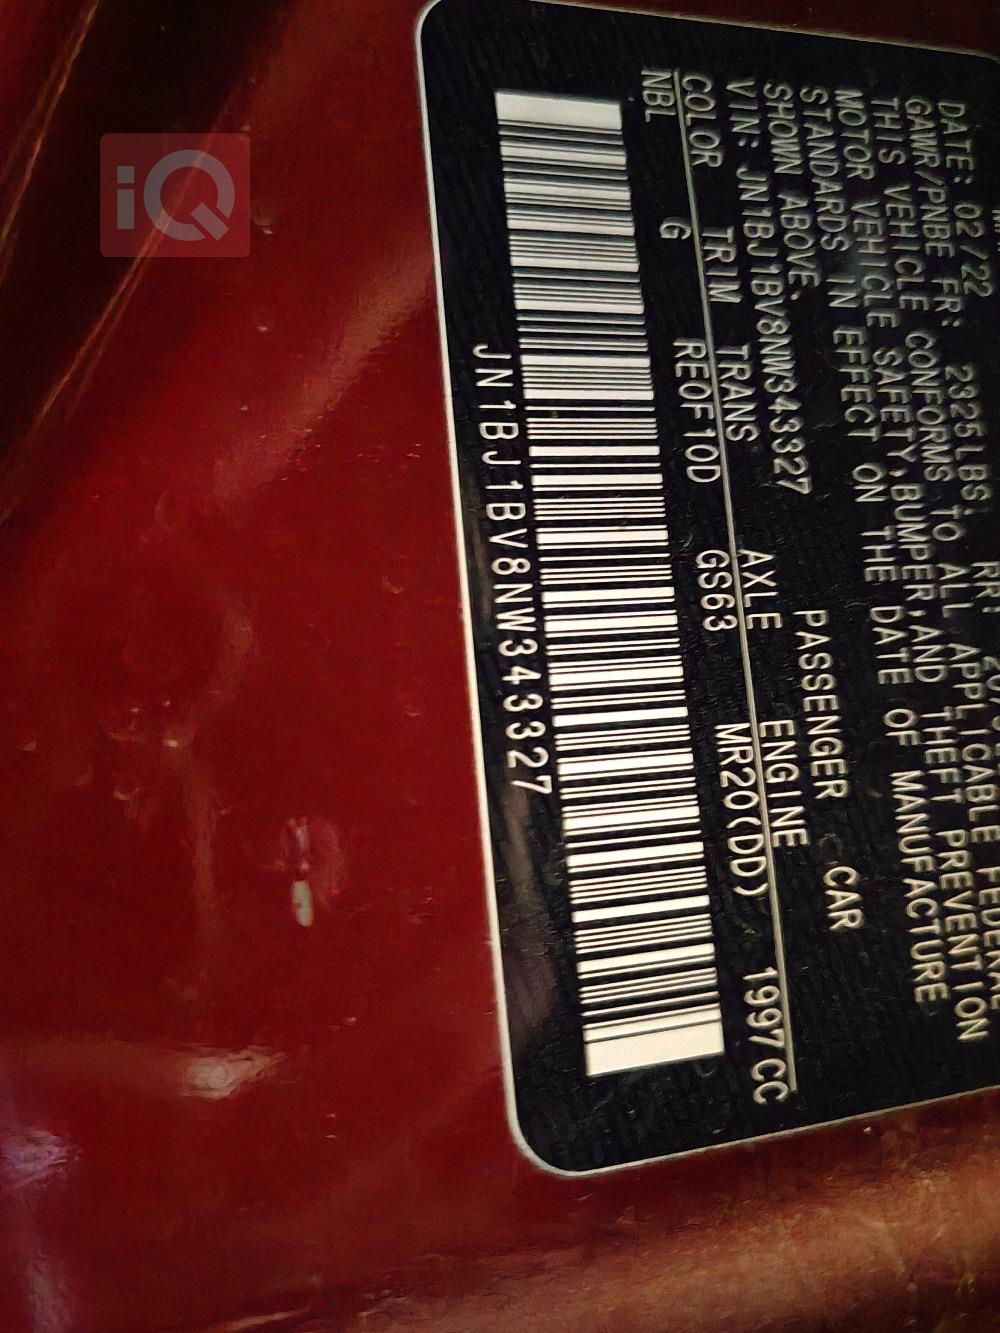 iQ
DATE: 02/22
GAWR/PNBE FR: 2325LBS. RR:
THIS VEHICLE CONFORMS TO ALL APPLICABLE FEDERAL
MOTOR VEHICLE SAFETY,BUMPER,AND THEFT PREVENTION
STANDARDS IN EFFECT ON THE DATE OF MANUFACTURE
SHOWN ABOVE.
VIN: JN1BJ1BV8NW343327 PASSENGER CAR
COLOR TRIM TRANS AXLE ENGINE
NBL G RE0F10D GS63 MR20(DD) 1997CC
JN1BJ1BV8NW343327